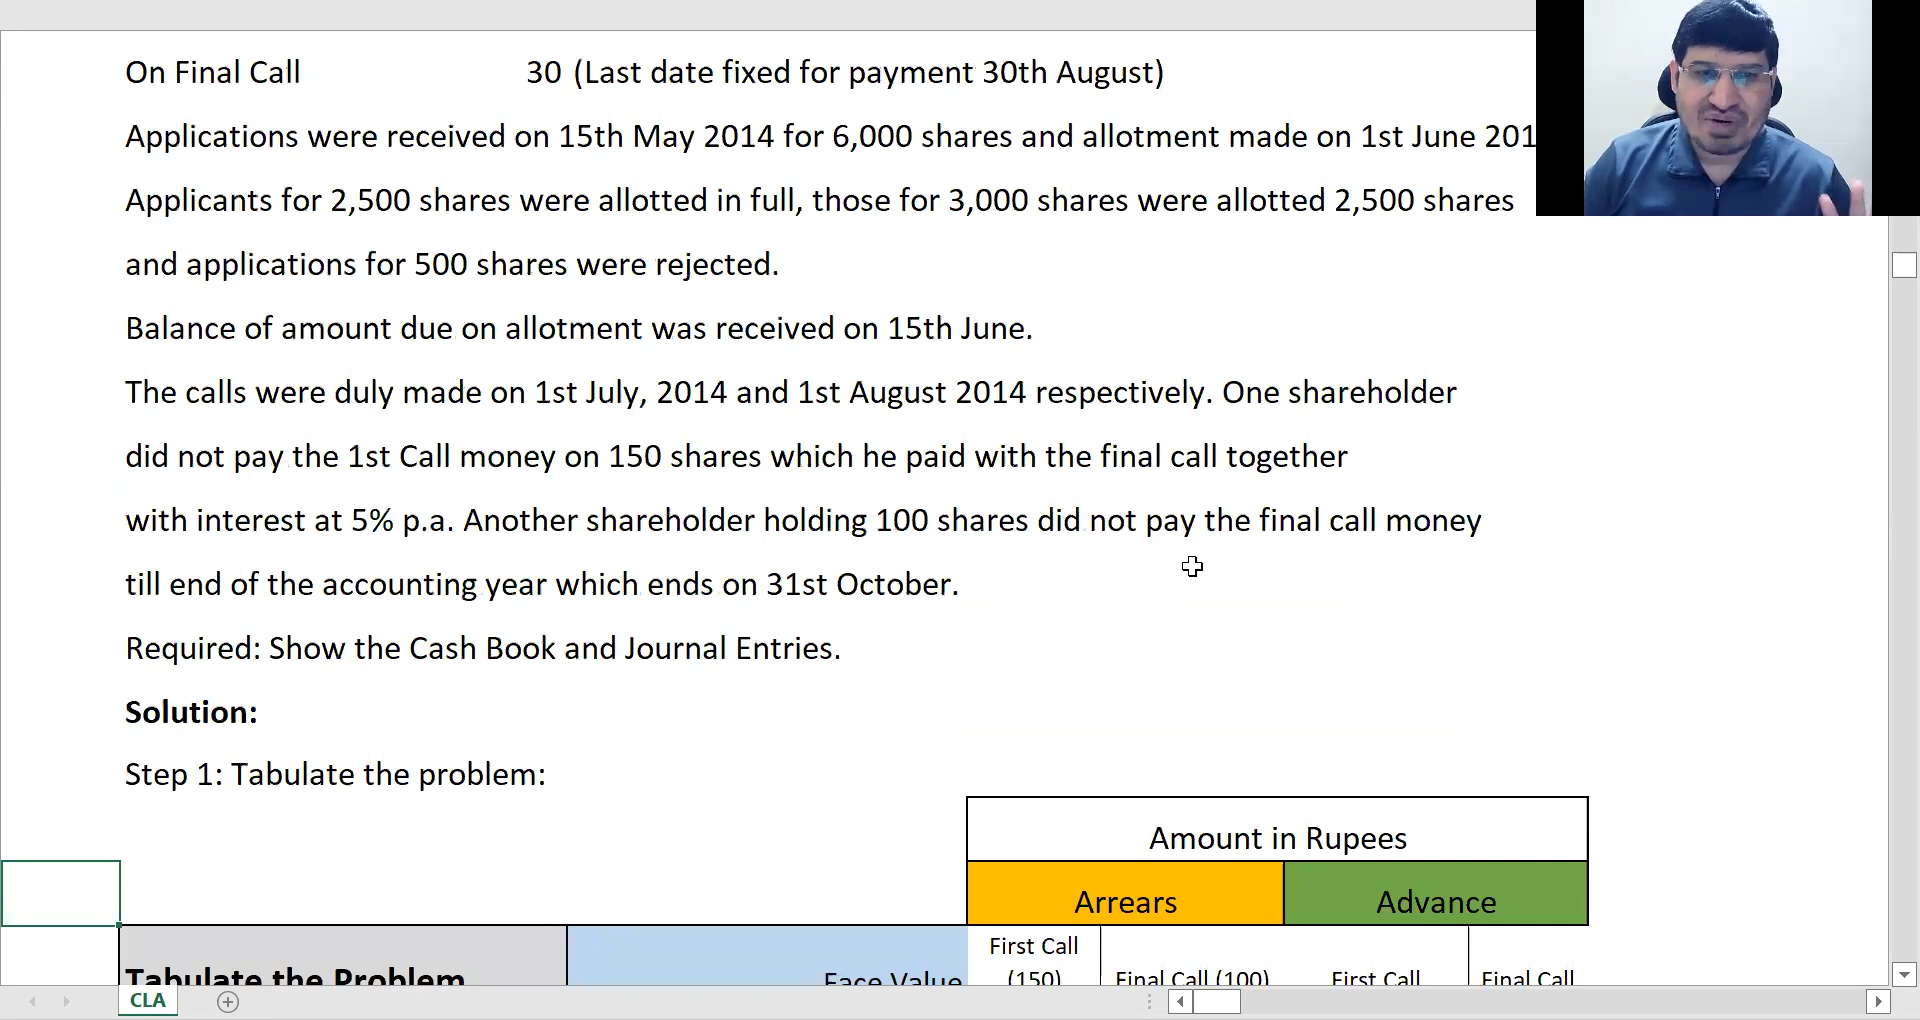 On Final Call 30 (Last date fixed for payment 30th August)
Applications were received on 15th May 2014 for 6,000 shares and allotment made on 1st June 201
Applicants for 2,500 shares were allotted in full, those for 3,000 shares were allotted 2,500 shares
and applications for 500 shares were rejected.
Balance of amount due on allotment was received on 15th June.
The calls were duly made on 1st July, 2014 and 1st August 2014 respectively. One shareholder
did not pay the 1st Call money on 150 shares which he paid with the final call together
with interest at 5% p.a. Another shareholder holding 100 shares did not pay the final call money
till end of the accounting year which ends on 31st October.
Required: Show the Cash Book and Journal Entries.
Solution:
Step 1: Tabulate the problem:
Amount in Rupees
Arrears Advance
Tabulate the Problem Face Value First Call (150) Final Call (100) First Call Final Call
CLA